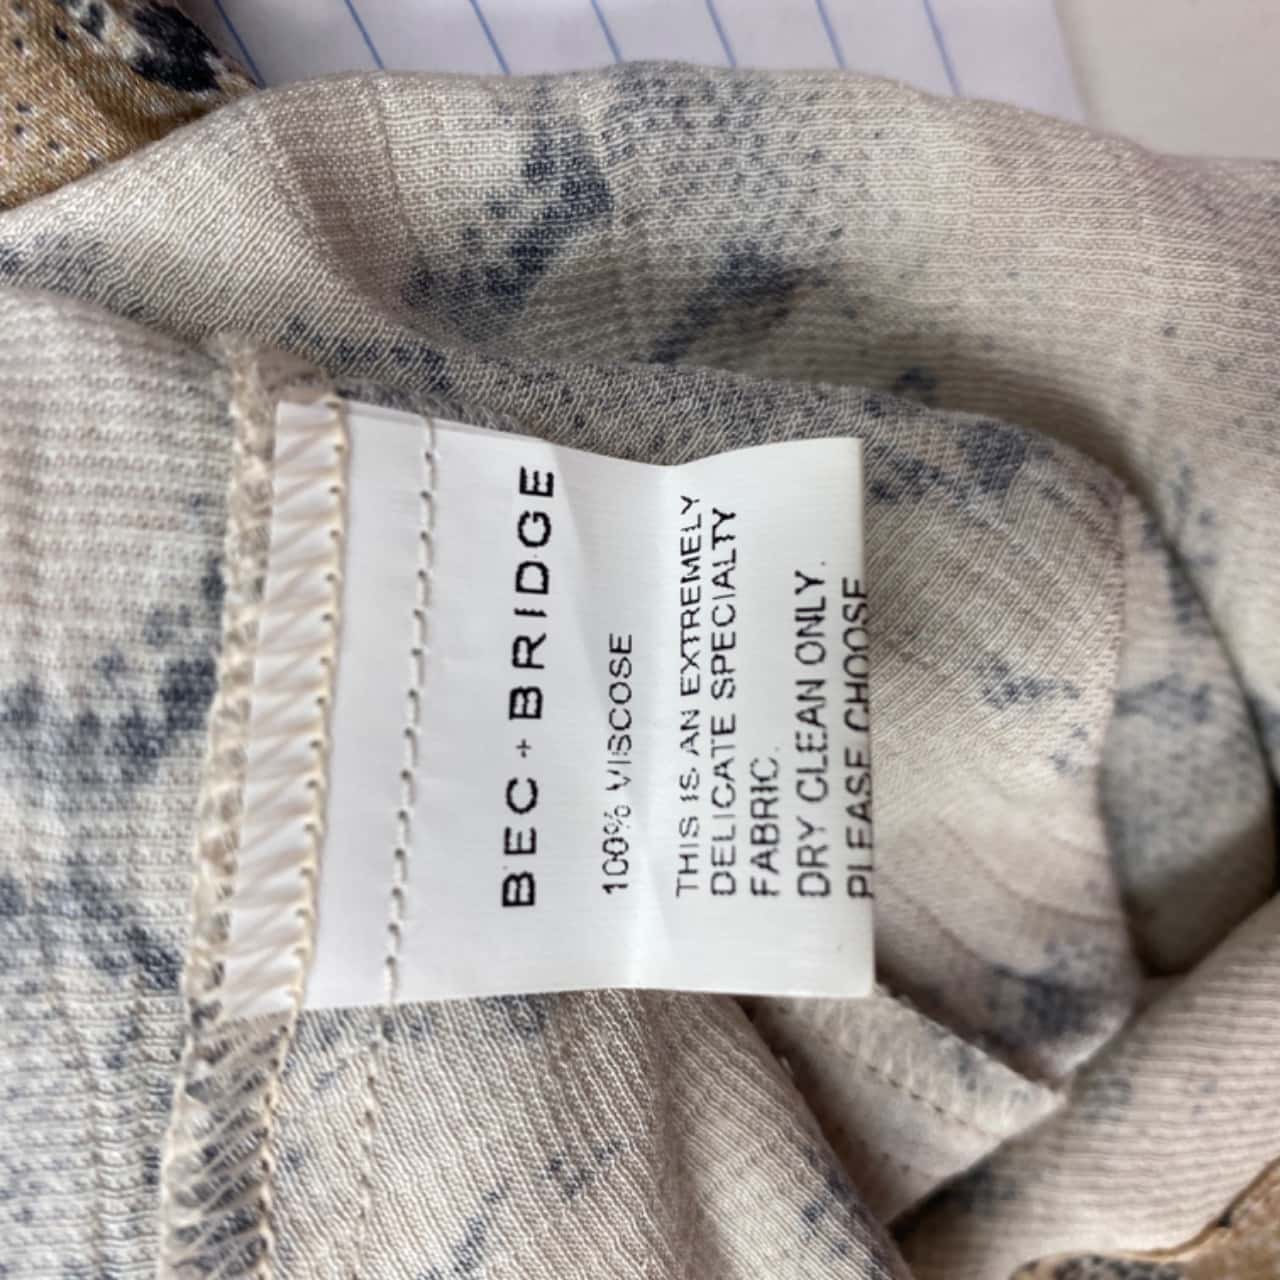 BEC + BRIDGE
100% VISCOSE
THIS IS AN EXTREMELY
DELICATE SPECIALTY
FABRIC.
DRY CLEAN ONLY.
PLEASE CHOOSE